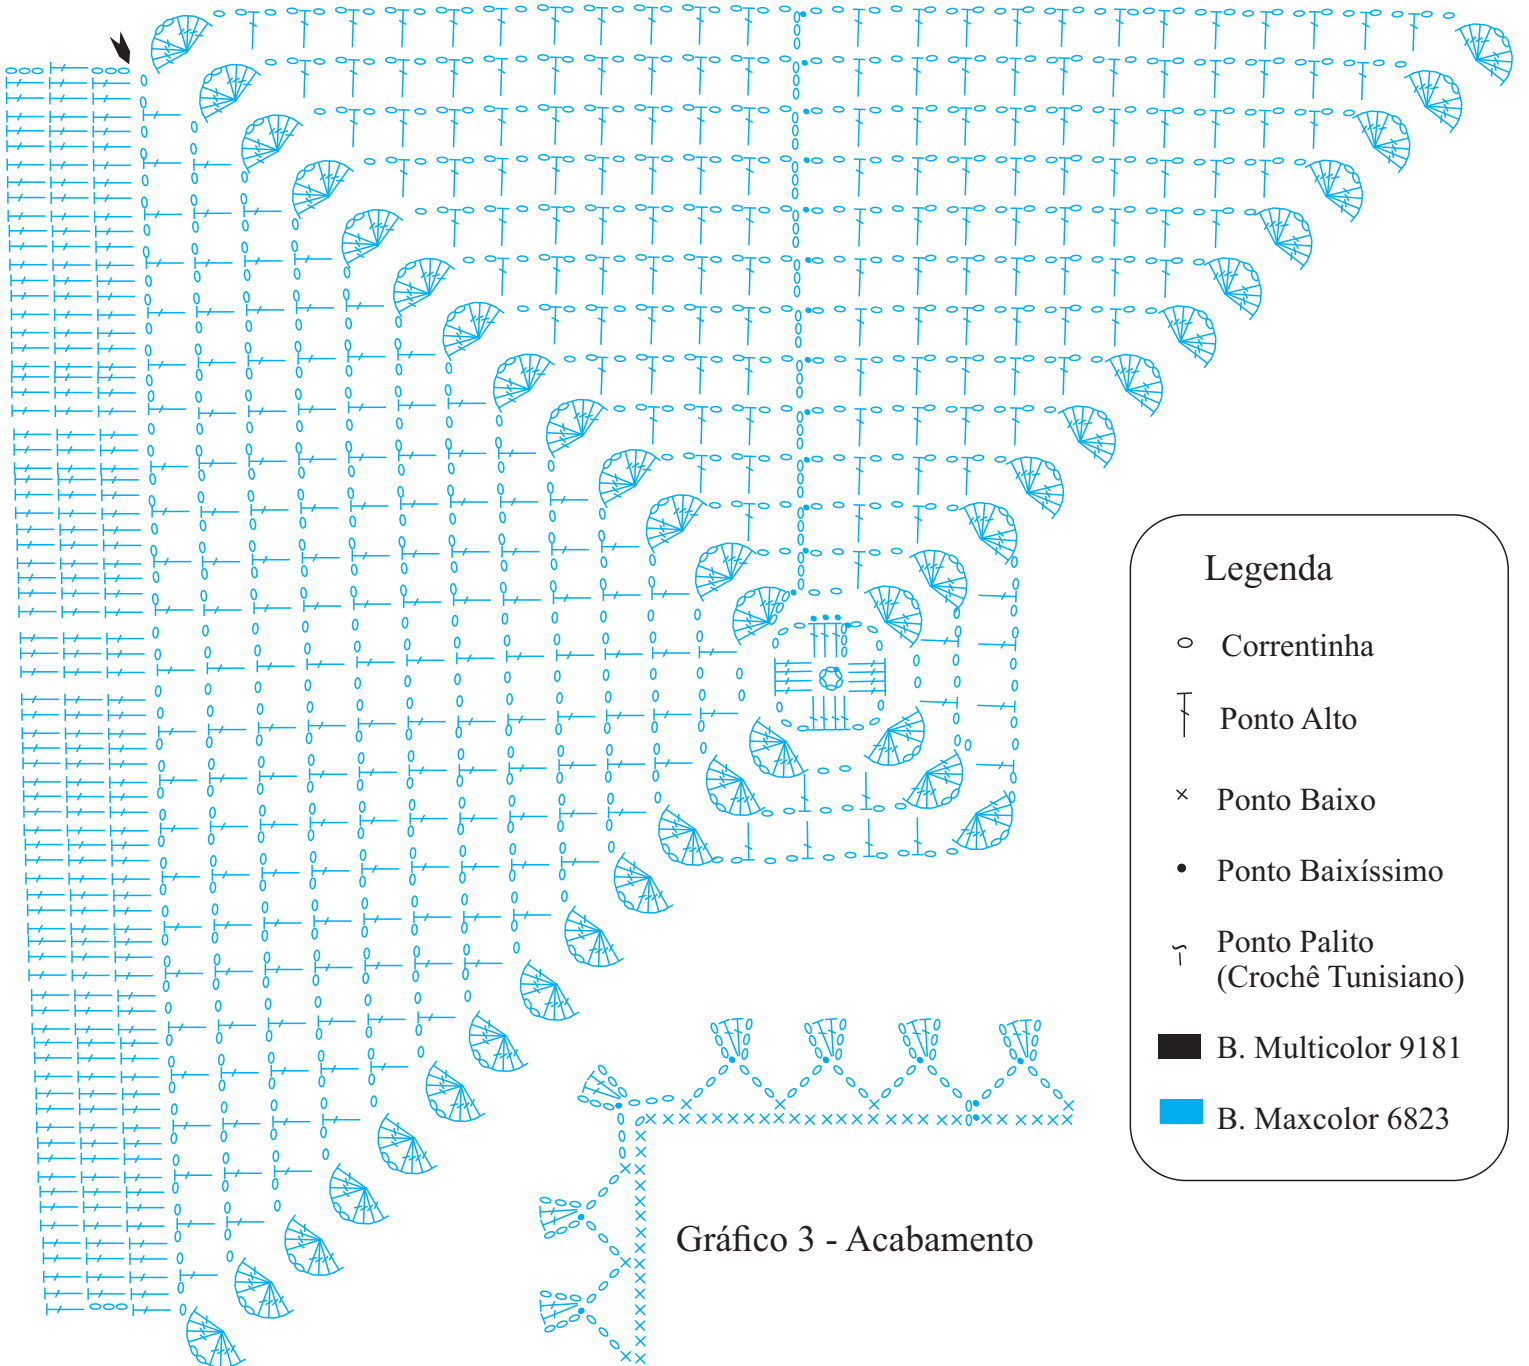 Legenda
Correntinha
Ponto Alto
Ponto Baixo
Ponto Baixíssimo
Ponto Palito
(Crochê Tunisiano)
B. Multicolor 9181
B. Maxcolor 6823
Gráfico 3 - Acabamento